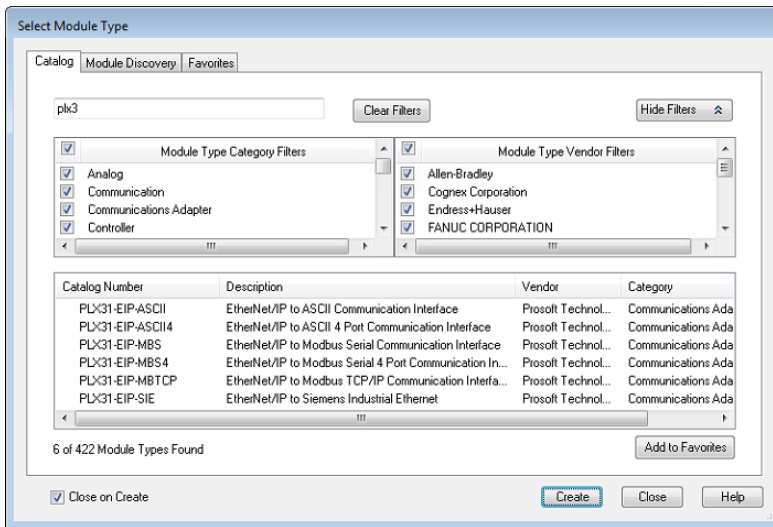 Select Module Type
Catalog Module Discovery Favorites
plx3 Clear Filters Hide Filters
Module Type Category Filters Module Type Vendor Filters
Analog Allen-Bradley
Communication Cognex Corporation
Communications Adapter Endress+Hauser
Controller FANUC CORPORATION
Catalog Number Description Vendor Category
PLX31-EIP-ASCII EtherNet/IP to ASCII Communication Interface Prosoft Technol... Communications Ada
PLX31-EIP-ASCII4 EtherNet/IP to ASCII 4 Port Communication Interface Prosoft Technol... Communications Ada
PLX31-EIP-MBS EtherNet/IP to Modbus Serial Communication Interface Prosoft Technol... Communications Ada
PLX31-EIP-MBS4 EtherNet/IP to Modbus Serial 4 Port Communication In... Prosoft Technol... Communications Ada
PLX31-EIP-MBTCP EtherNet/IP to Modbus TCP/IP Communication Interfa... Prosoft Technol... Communications Ada
PLX31-EIP-SIE EtherNet/IP to Siemens Industrial Ethernet Prosoft Technol... Communications Ada
6 of 422 Module Types Found Add to Favorites
Close on Create Create Close Help